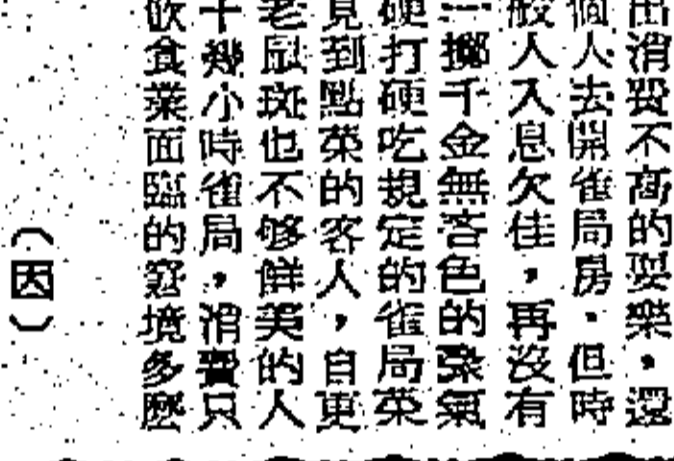 出消費不高的娛樂，還
個人去開雀局房．但時
般人入息欠佳，再沒有
一擲千金無吝色的豪氣
硬打硬吃規定的雀局菜
見到點菜的客人，自更
老鼠斑也不够鮮美的人
十幾小時雀局，消費只
飲食業面臨的窘境多麽
（因）